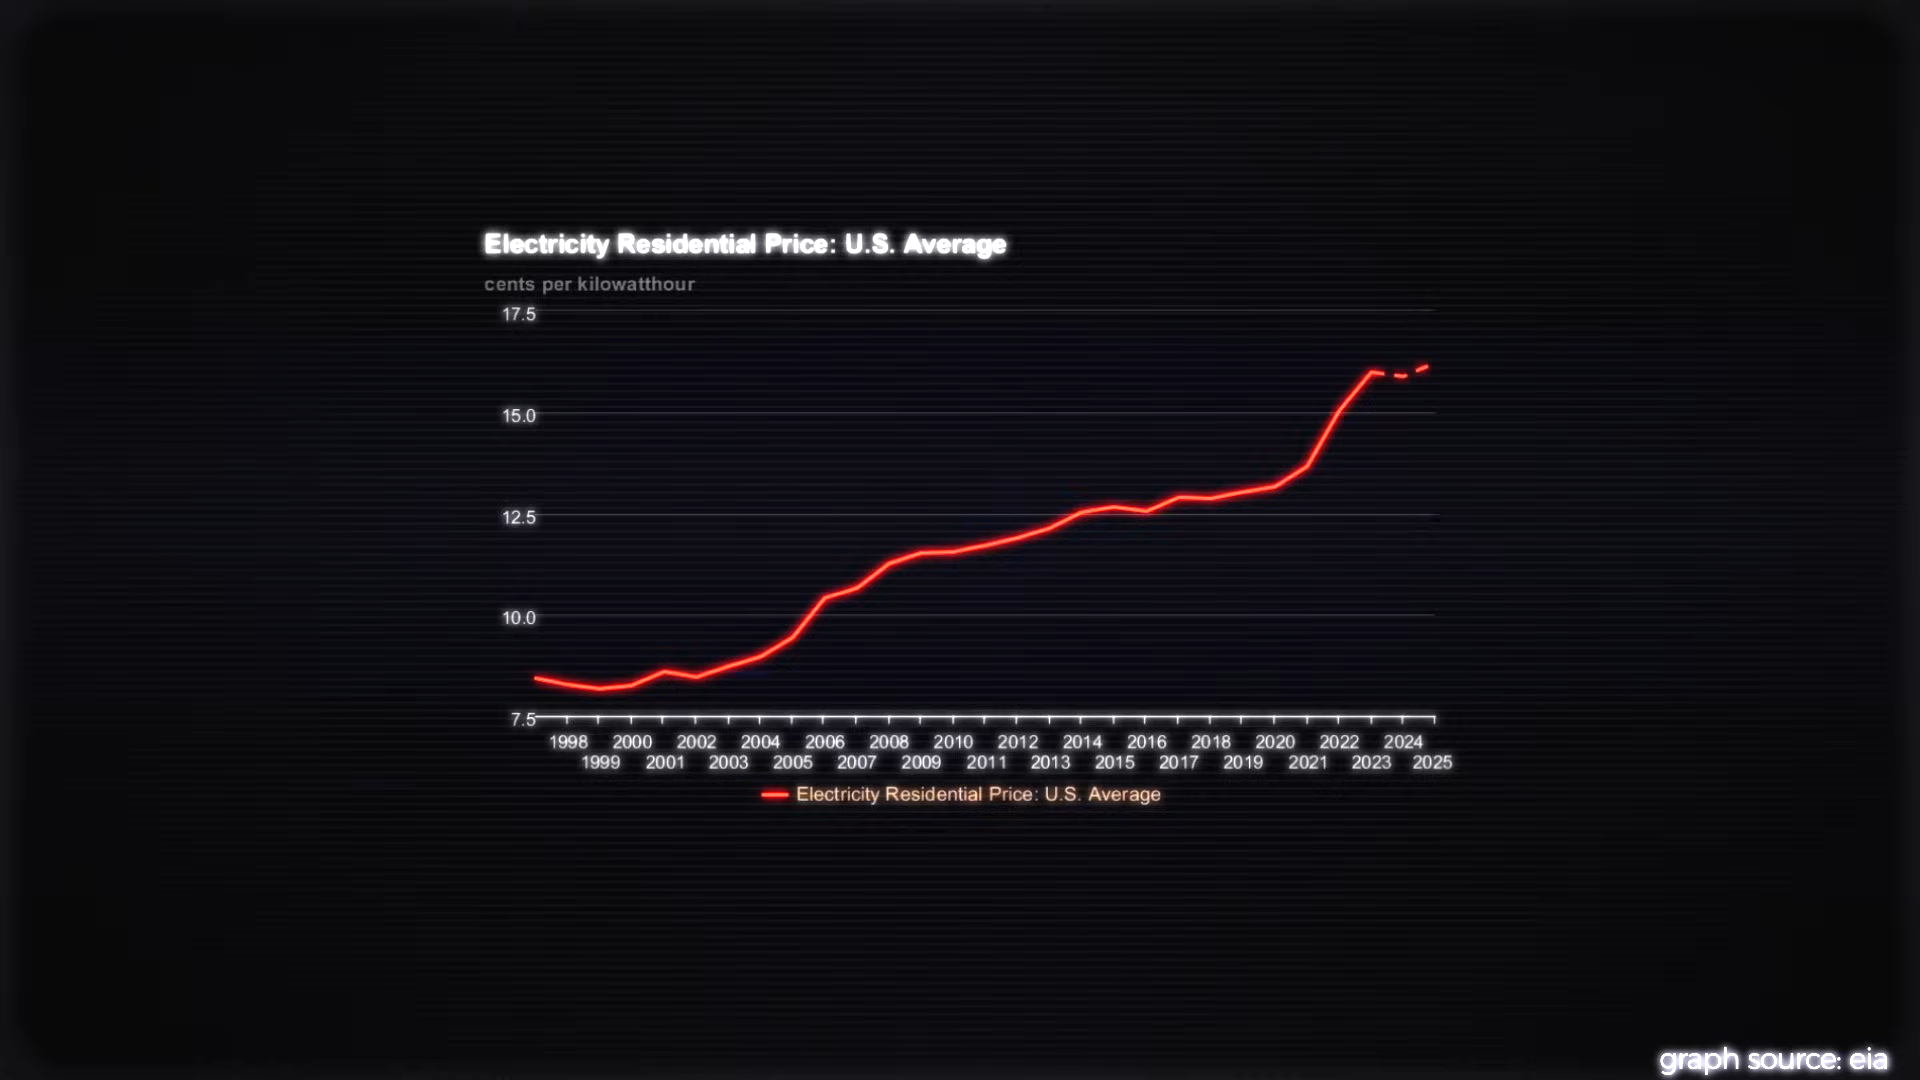 Electricity Residential Price: U.S. Average
cents per kilowatthour
17.5
15.0
12.5
10.0
7.5
1998 2000 2002 2004 2006 2008 2010 2012 2014 2016 2018 2020 2022 2024
1999 2001 2003 2005 2007 2009 2011 2013 2015 2017 2019 2021 2023 2025
Electricity Residential Price: U.S. Average
graph source: eia